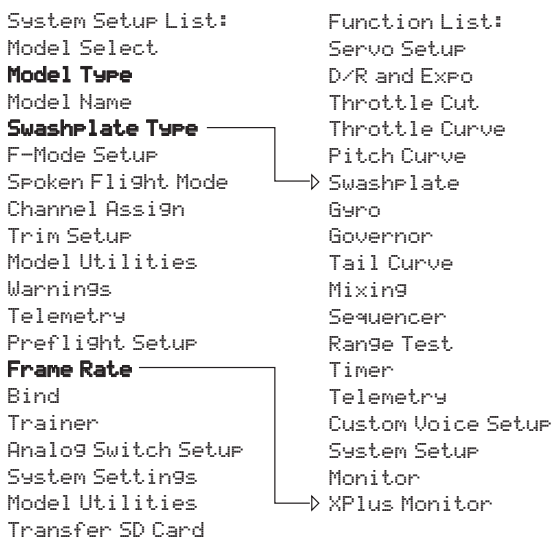 System Setup List:
Model Select
Model Type
Model Name
Swashplate Type
F-Mode Setup
Spoken Flight Mode
Channel Assign
Trim Setup
Model Utilities
Warnings
Telemetry
Preflight Setup
Frame Rate
Bind
Trainer
Analog Switch Setup
System Settings
Model Utilities
Transfer SD Card
Function List:
Servo Setup
D/R and Expo
Throttle Cut
Throttle Curve
Pitch Curve
Swashplate
Gyro
Governor
Tail Curve
Mixing
Sequencer
Range Test
Timer
Telemetry
Custom Voice Setup
System Setup
Monitor
XPlus Monitor